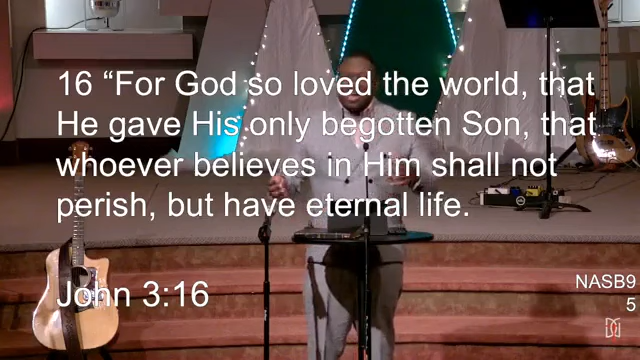 16 “For God so loved the world, that
He gave His only begotten Son, that
whoever believes in Him shall not
perish, but have eternal life.
John 3:16
NASB9
5